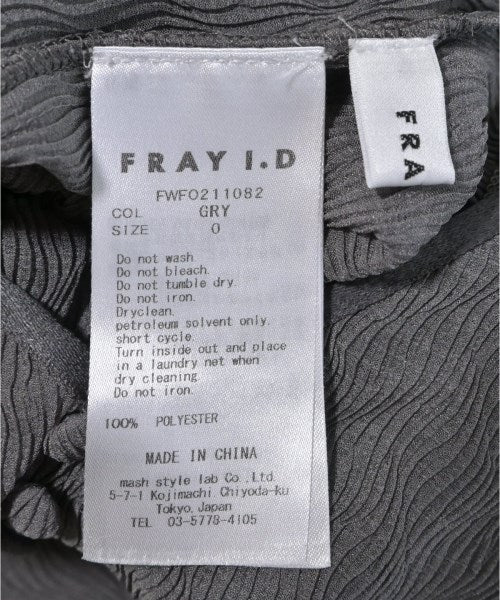 FRAY I.D
FRA
FWFO211082
COL GRY
SIZE 0
Do not wash
Do not bleach.
Do not tumble dry.
Do not iron.
Dryclean.
petroleum solvent only.
short cycle.
Turn inside out and place
in a laundry net when
dry cleaning
Do not iron.
100% POLYESTER
MADE IN CHINA
mash style lab Co.,Ltd.
5-7-1 Kojimachi Chiyoda-ku
Tokyo, Japan
TEL 03-5778-4105